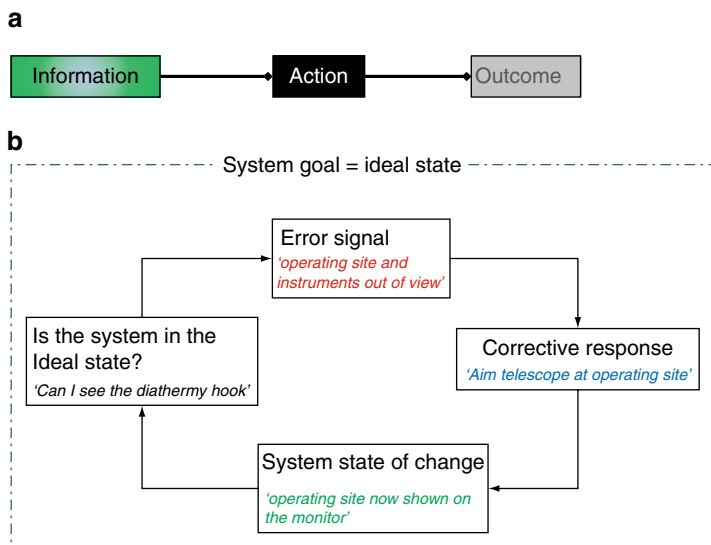 a
Information
Action
Outcome
b
System goal = ideal state
Error signal
‘operating site and
instruments out of view’
Is the system in the
Ideal state?
‘Can I see the diathermy hook’
Corrective response
‘Aim telescope at operating site’
System state of change
‘operating site now shown on
the monitor’